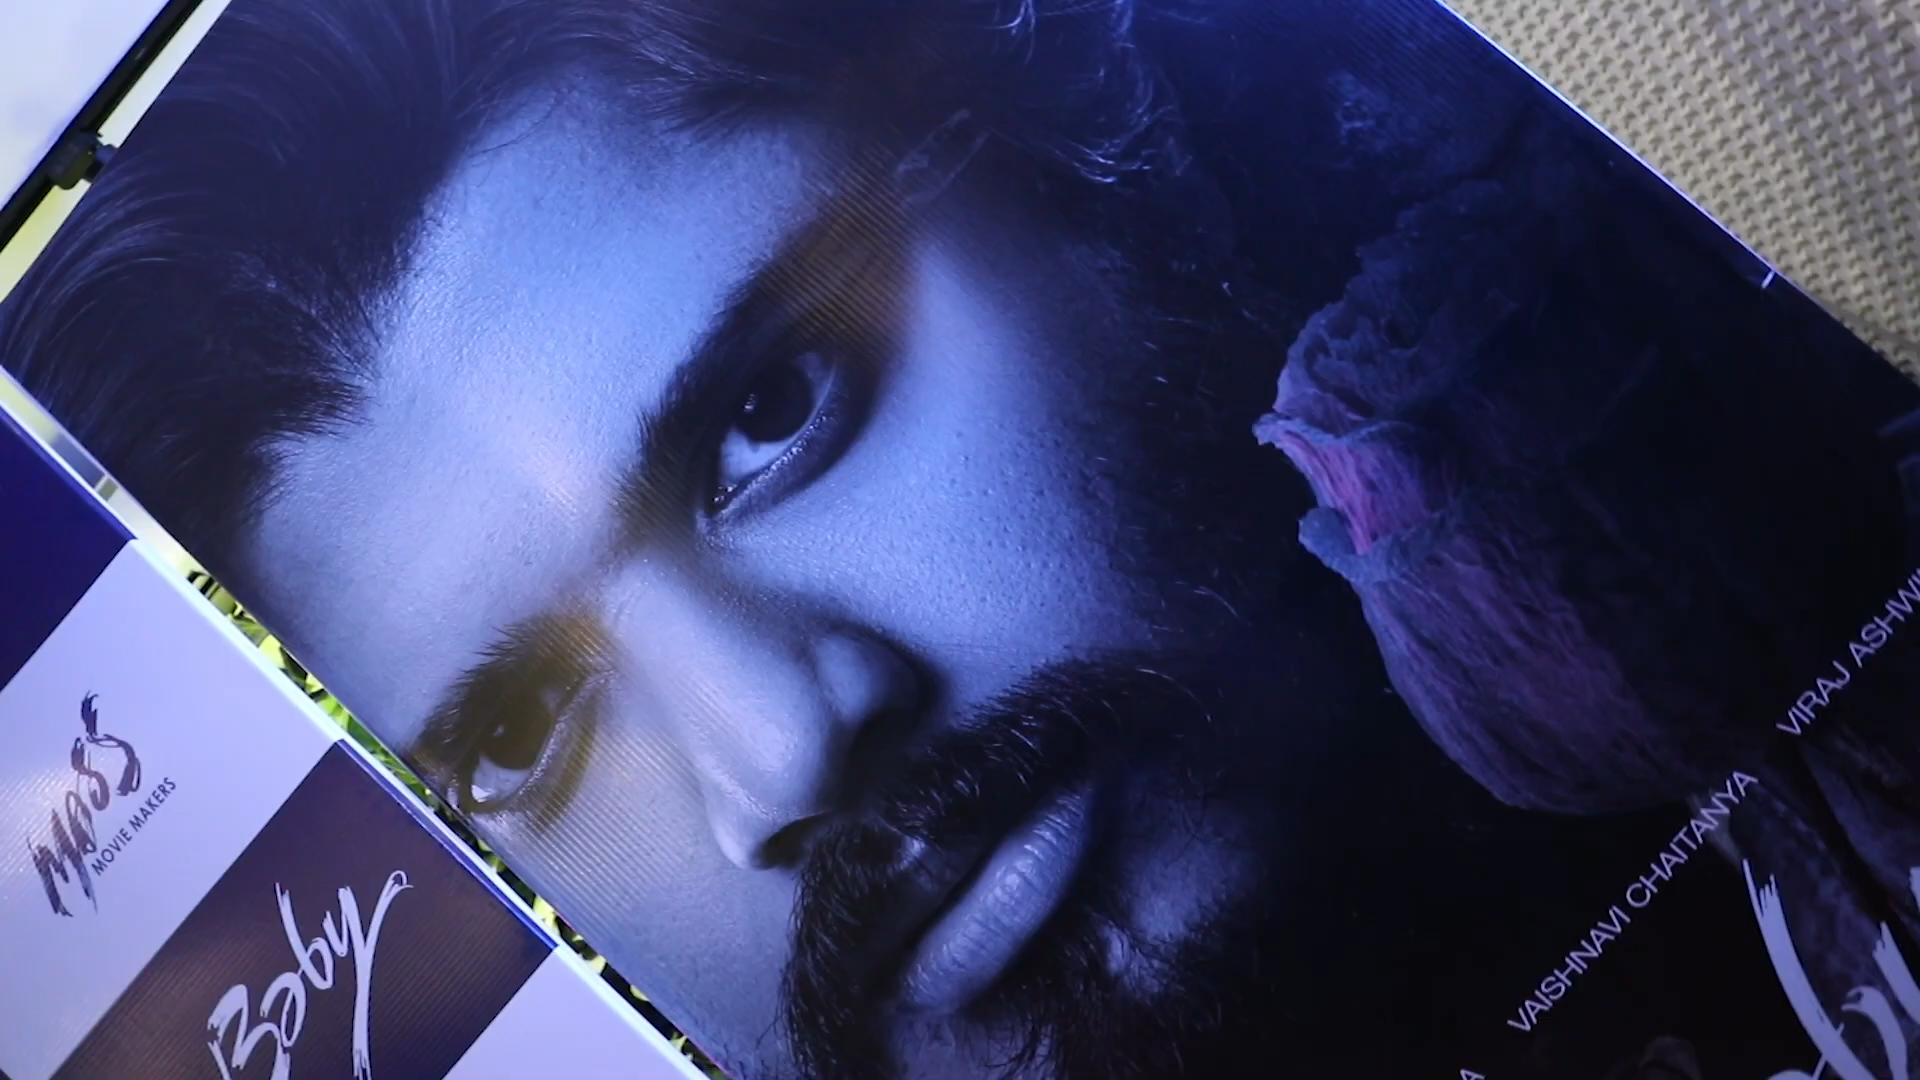 MASS
MOVIE MAKERS
Baby
VIRAJ ASHWI
VAISHNAVI CHAITANYA
A